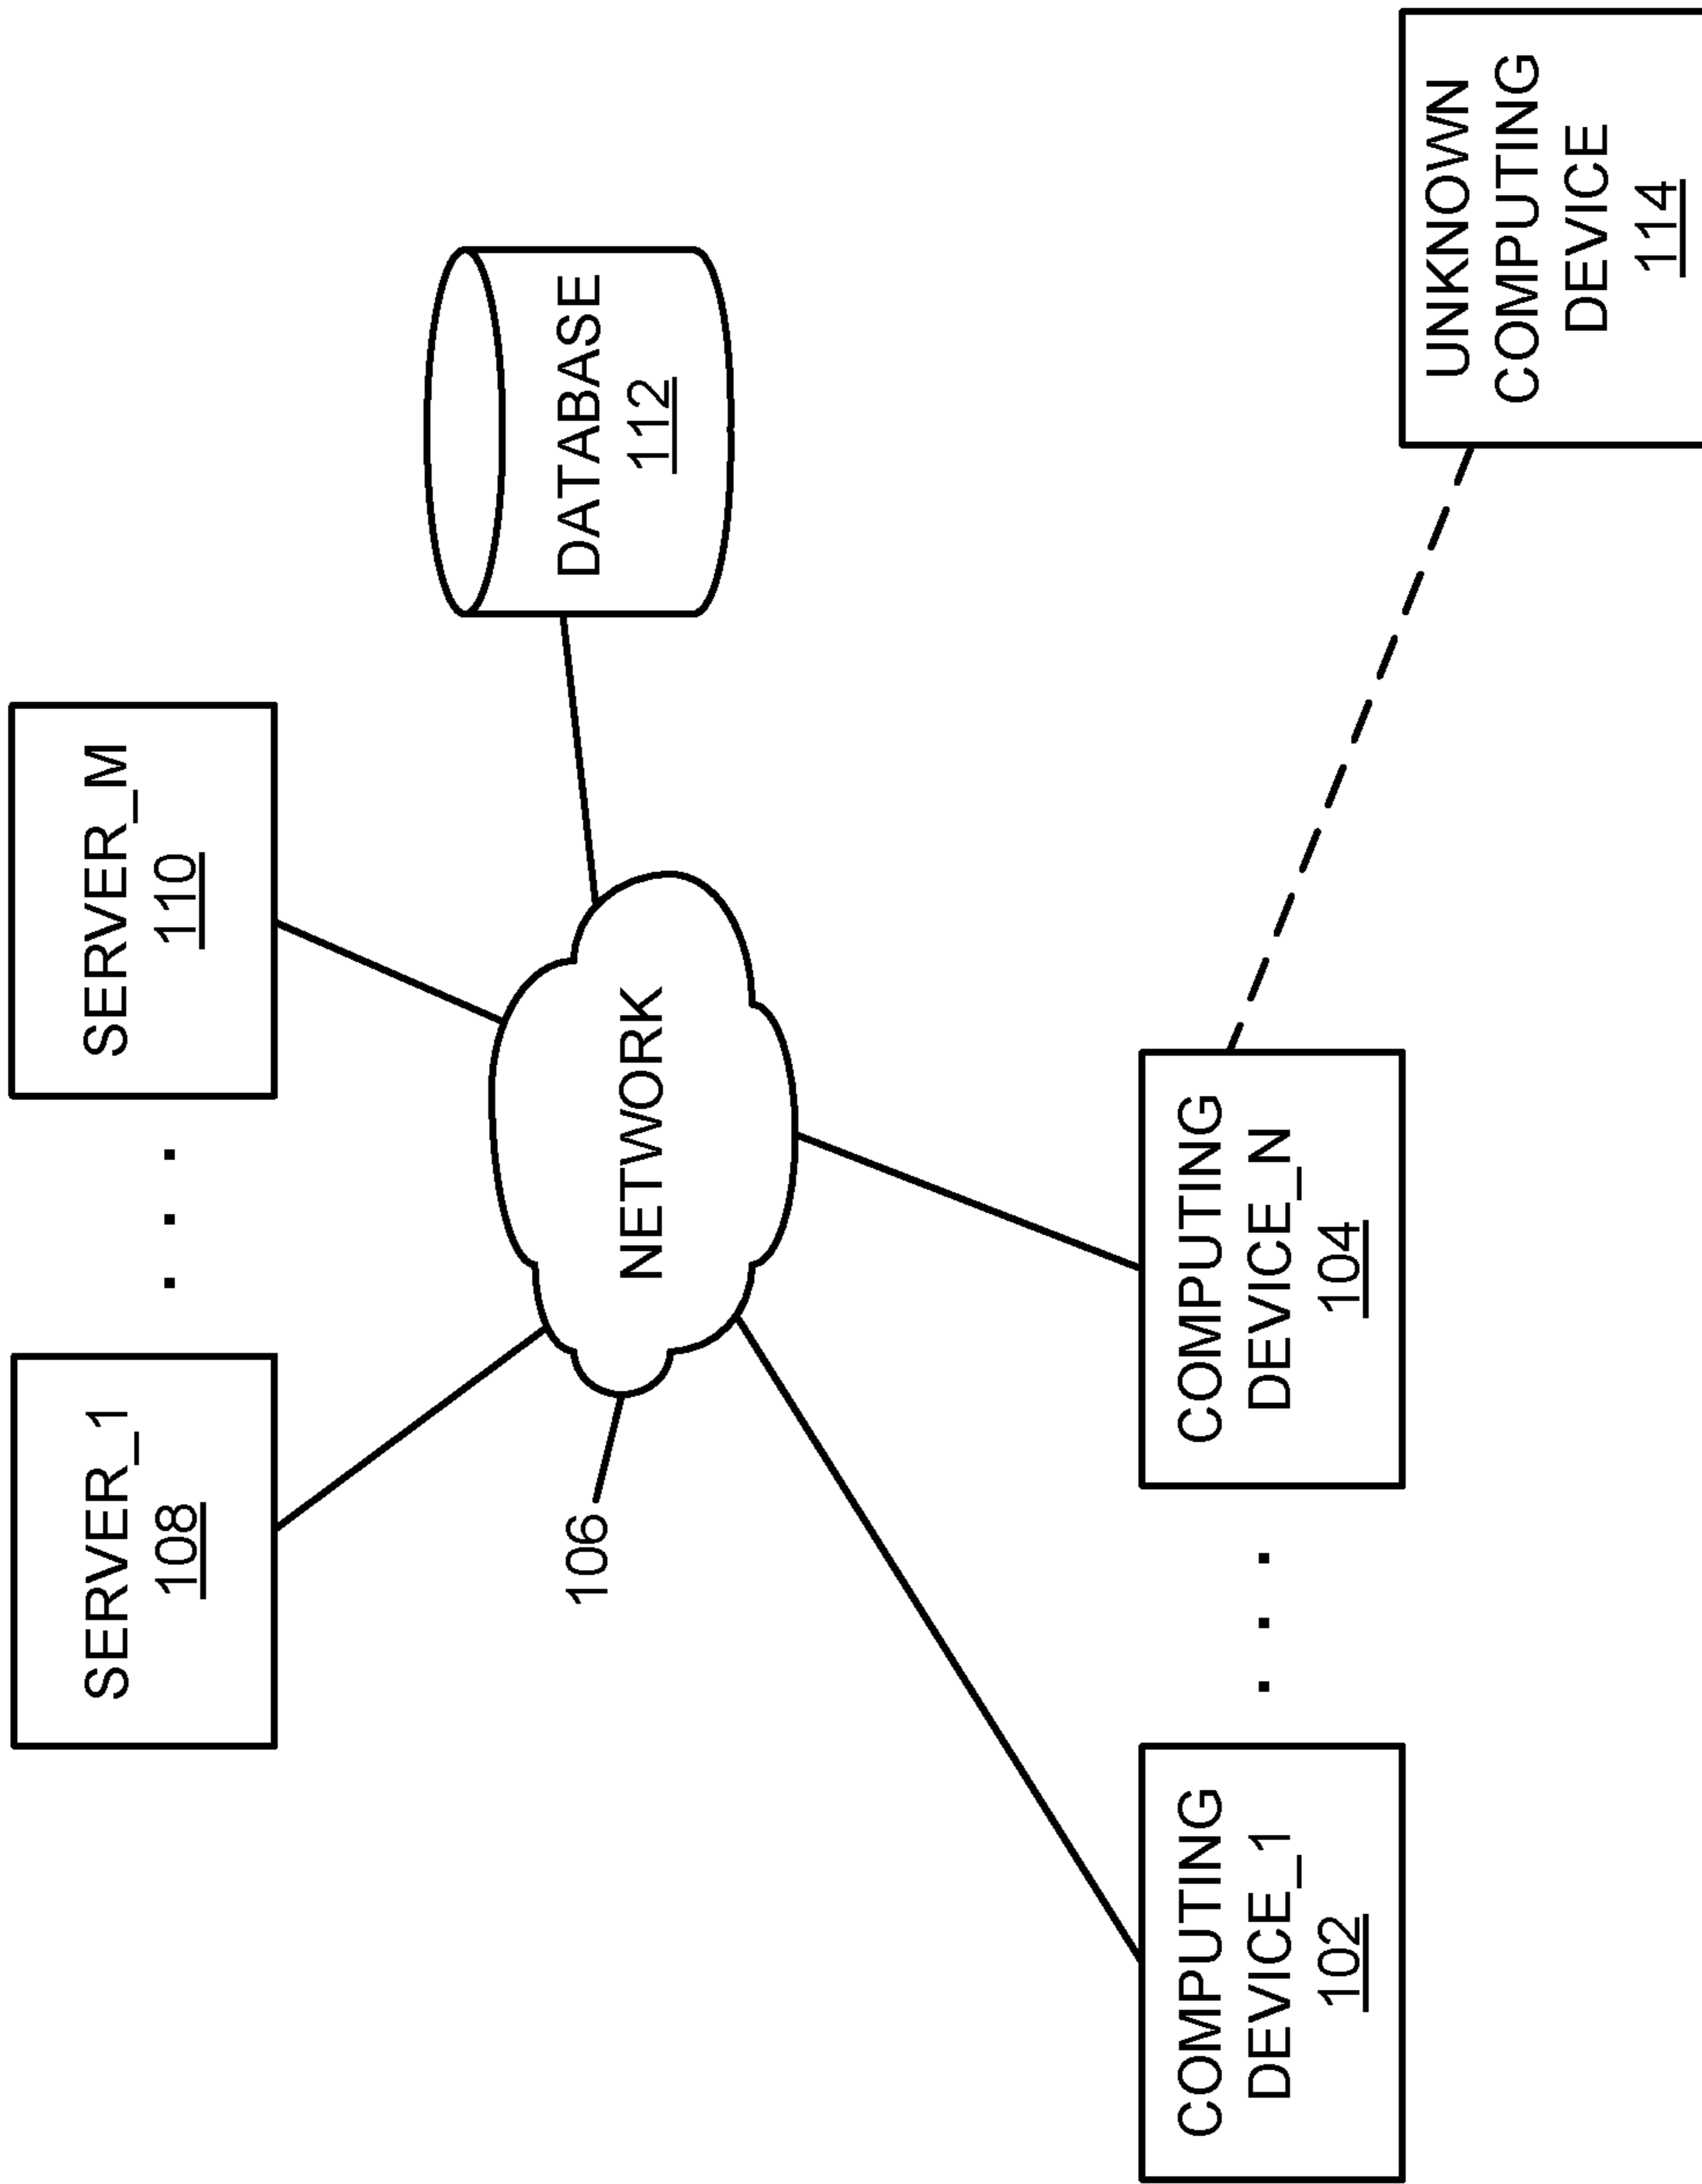 SERVER_1
108
SERVER_M
110
106
NETWORK
DATABASE
112
COMPUTING
DEVICE_1
102
COMPUTING
DEVICE_N
104
UNKNOWN
COMPUTING
DEVICE
114